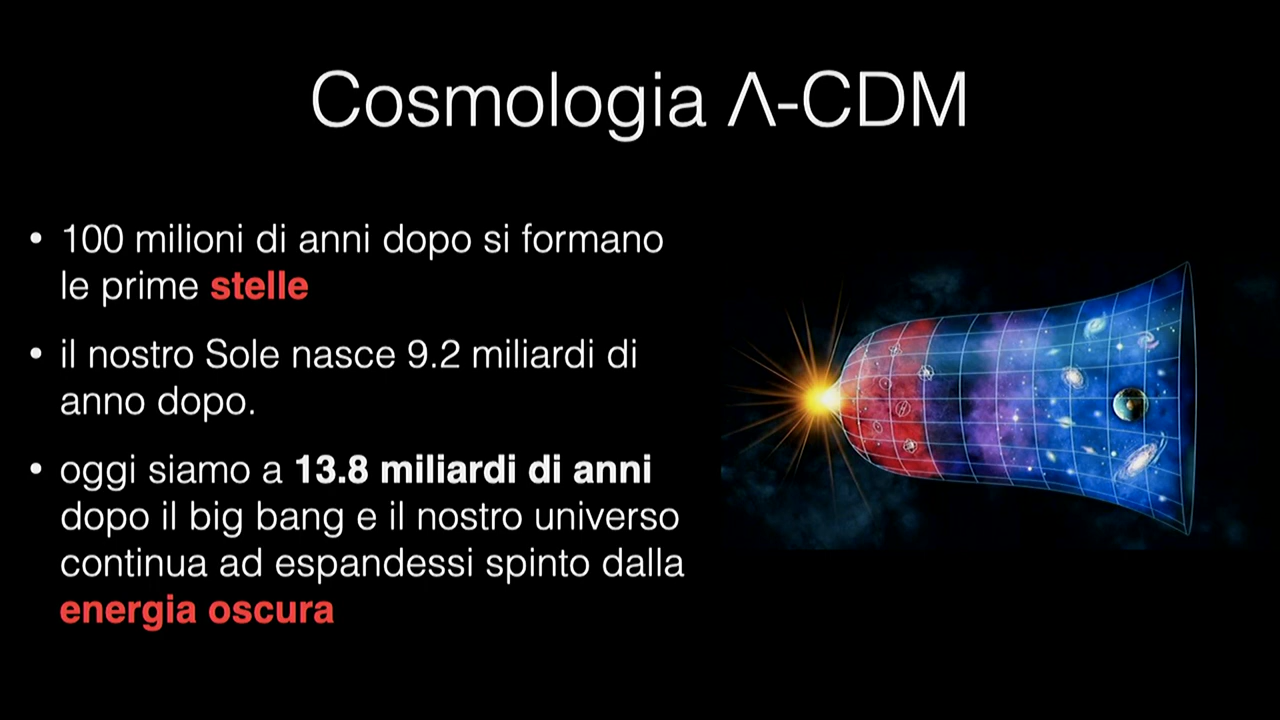 Cosmologia Λ-CDM
• 100 milioni di anni dopo si formano
le prime stelle
• il nostro Sole nasce 9.2 miliardi di
anno dopo.
• oggi siamo a 13.8 miliardi di anni
dopo il big bang e il nostro universo
continua ad espandessi spinto dalla
energia oscura